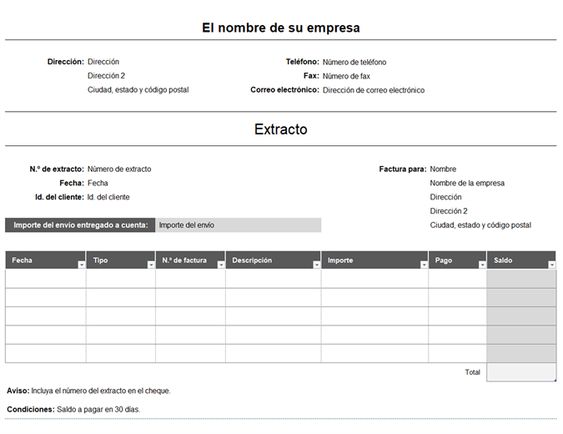 El nombre de su empresa
Dirección: Dirección Teléfono: Número de teléfono
Dirección 2 Fax: Número de fax
Ciudad, estado y código postal Correo electrónico: Dirección de correo electrónico
Extracto
N.º de extracto: Número de extracto Factura para: Nombre
Fecha: Fecha Nombre de la empresa
Id. del cliente: Id. del cliente Dirección
Dirección 2
Importe del envío entregado a cuenta: Importe del envío Ciudad, estado y código postal
Fecha Tipo N.º de factura Descripción Importe Pago Saldo
Total
Aviso: Incluya el número del extracto en el cheque.
Condiciones: Saldo a pagar en 30 días.